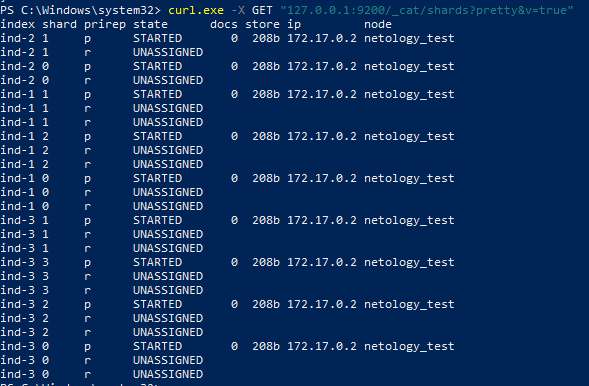 PS C:\Windows\system32> curl.exe -X GET "127.0.0.1:9200/_cat/shards?pretty&v=true"
index shard prirep state      docs store ip         node
ind-2 1     p      STARTED       0  208b 172.17.0.2 netology_test
ind-2 1     r      UNASSIGNED
ind-2 0     p      STARTED       0  208b 172.17.0.2 netology_test
ind-2 0     r      UNASSIGNED
ind-1 1     p      STARTED       0  208b 172.17.0.2 netology_test
ind-1 1     r      UNASSIGNED
ind-1 1     r      UNASSIGNED
ind-1 2     p      STARTED       0  208b 172.17.0.2 netology_test
ind-1 2     r      UNASSIGNED
ind-1 2     r      UNASSIGNED
ind-1 0     p      STARTED       0  208b 172.17.0.2 netology_test
ind-1 0     r      UNASSIGNED
ind-1 0     r      UNASSIGNED
ind-3 1     p      STARTED       0  208b 172.17.0.2 netology_test
ind-3 1     r      UNASSIGNED
ind-3 1     r      UNASSIGNED
ind-3 3     p      STARTED       0  208b 172.17.0.2 netology_test
ind-3 3     r      UNASSIGNED
ind-3 3     r      UNASSIGNED
ind-3 2     p      STARTED       0  208b 172.17.0.2 netology_test
ind-3 2     r      UNASSIGNED
ind-3 2     r      UNASSIGNED
ind-3 0     p      STARTED       0  208b 172.17.0.2 netology_test
ind-3 0     r      UNASSIGNED
ind-3 0     r      UNASSIGNED